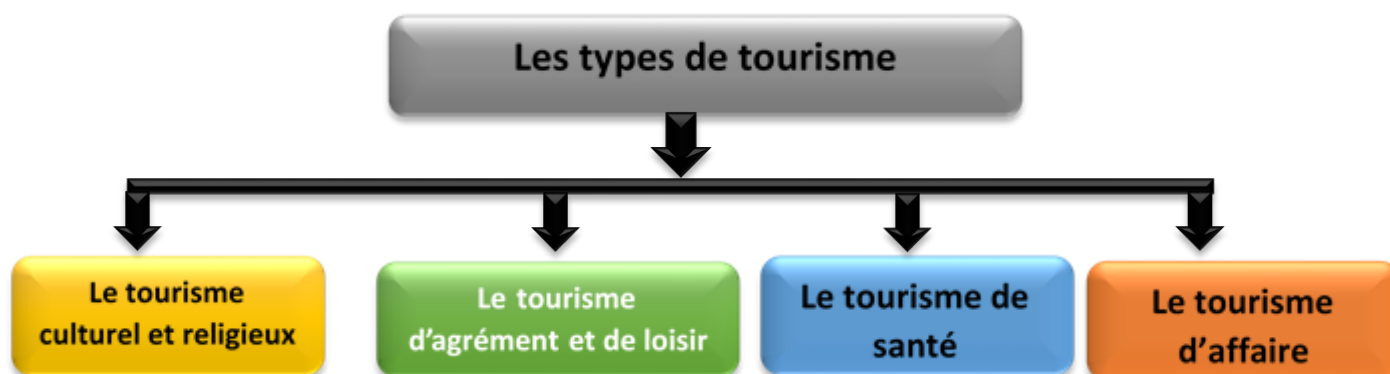 Les types de tourisme
Le tourisme
culturel et religieux
Le tourisme
d'agrément et de loisir
Le tourisme de
santé
Le tourisme
d'affaire